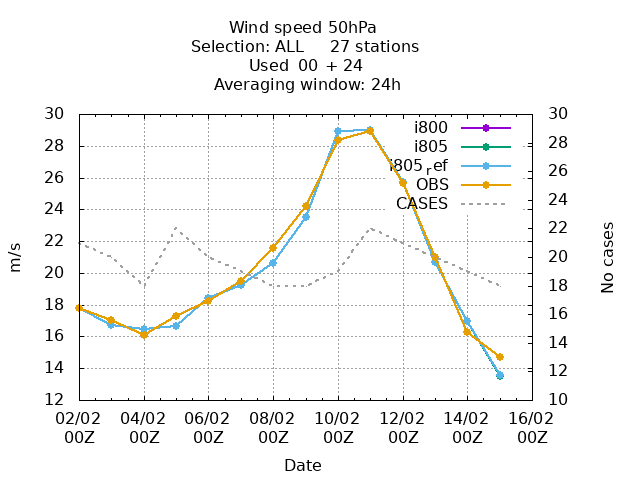 Wind speed 50hPa
Selection: ALL     27 stations
Used  00 + 24
Averaging window: 24h
30 30
28 28
26 26
24 24
22 22
20 20
18 18
16 16
14 14
12 12
10
i800
i805
i805ref
OBS
CASES
m/s
No cases
02/02 04/02 06/02 08/02 10/02 12/02 14/02 16/02
00Z 00Z 00Z 00Z 00Z 00Z 00Z 00Z
Date